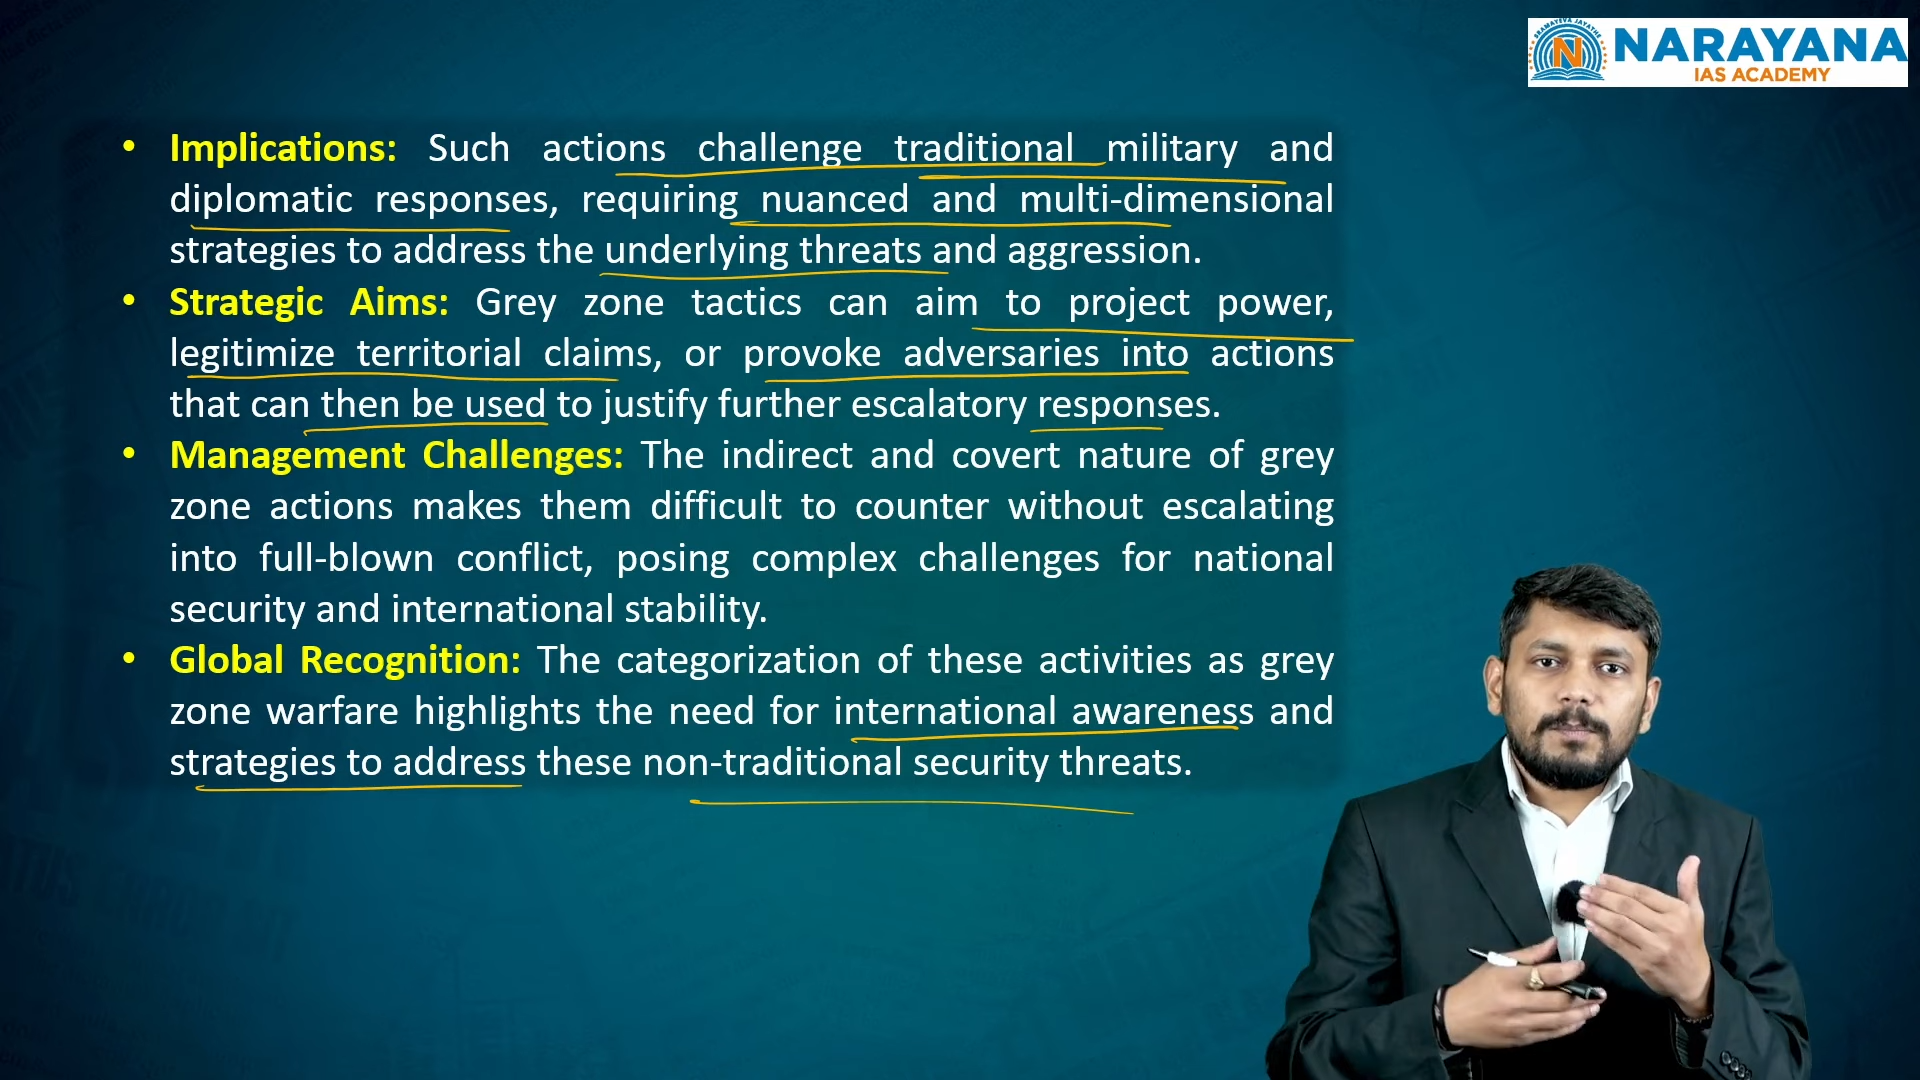 NARAYANA
IAS ACADEMY
• Implications: Such actions challenge traditional military and
diplomatic responses, requiring nuanced and multi-dimensional
strategies to address the underlying threats and aggression.
• Strategic Aims: Grey zone tactics can aim to project power,
legitimize territorial claims, or provoke adversaries into actions
that can then be used to justify further escalatory responses.
• Management Challenges: The indirect and covert nature of grey
zone actions makes them difficult to counter without escalating
into full-blown conflict, posing complex challenges for national
security and international stability.
• Global Recognition: The categorization of these activities as grey
zone warfare highlights the need for international awareness and
strategies to address these non-traditional security threats.